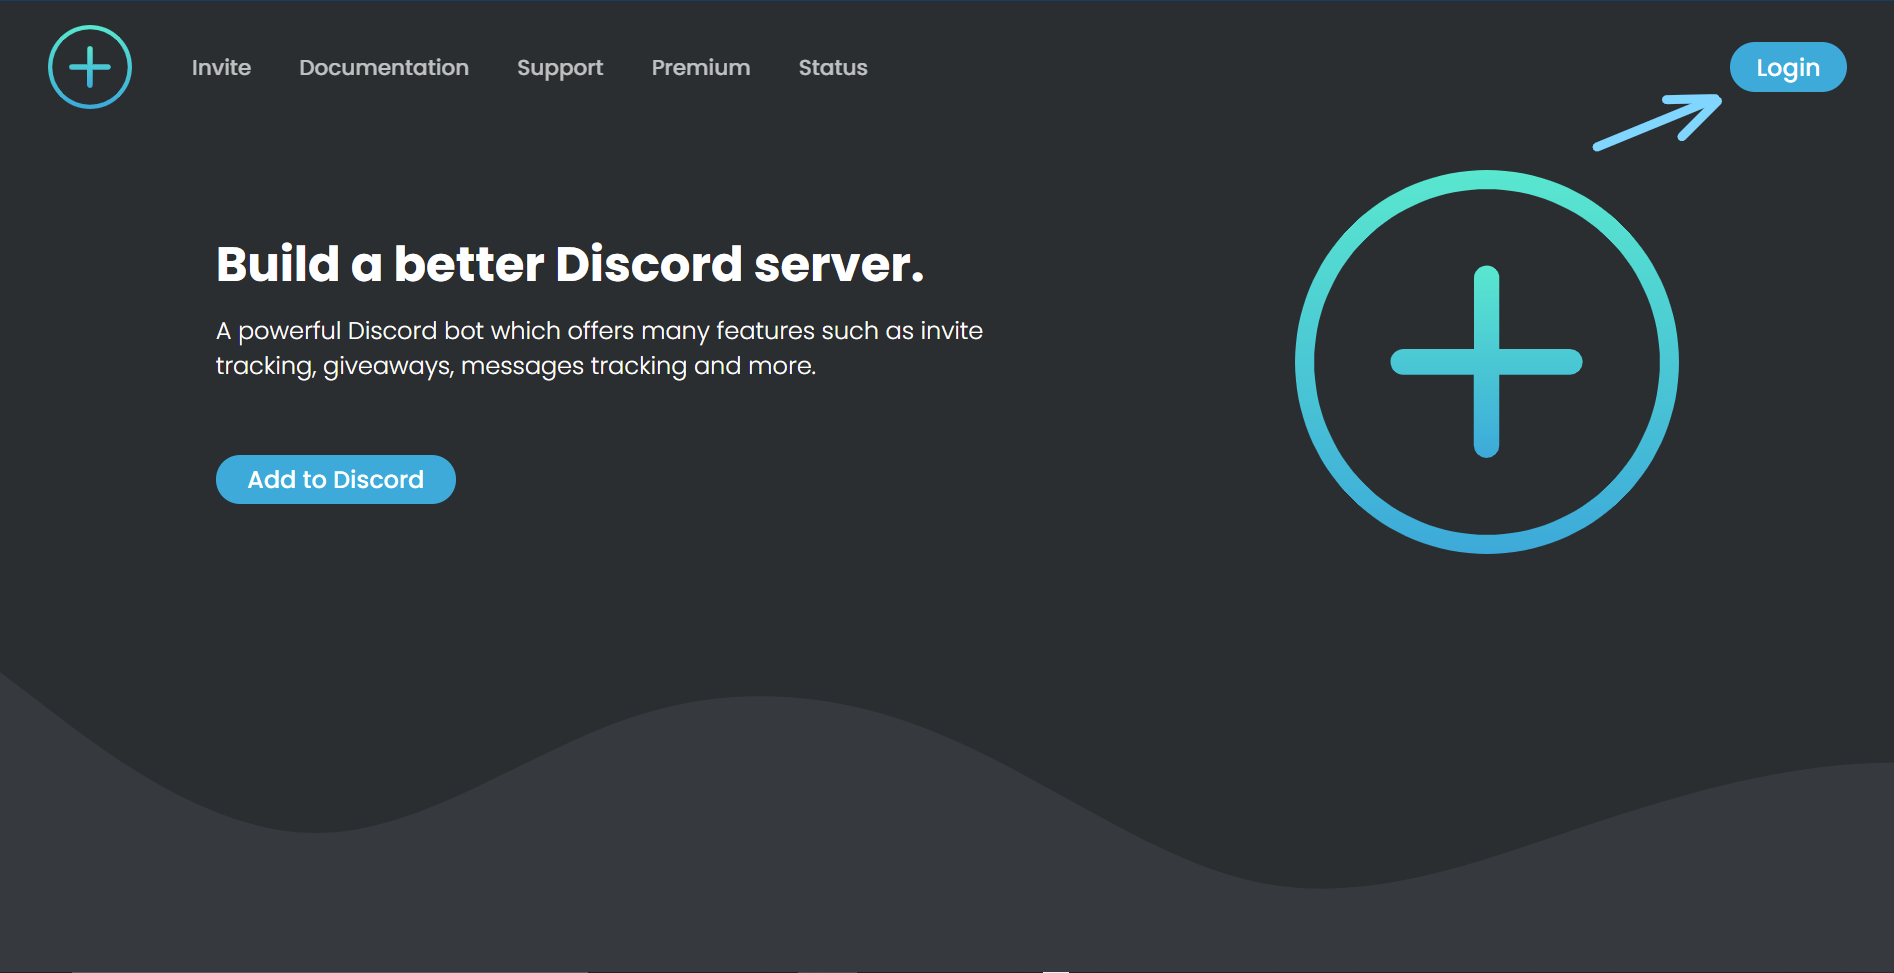 Invite Documentation Support Premium Status Login
Build a better Discord server.
A powerful Discord bot which offers many features such as invite
tracking, giveaways, messages tracking and more.
Add to Discord